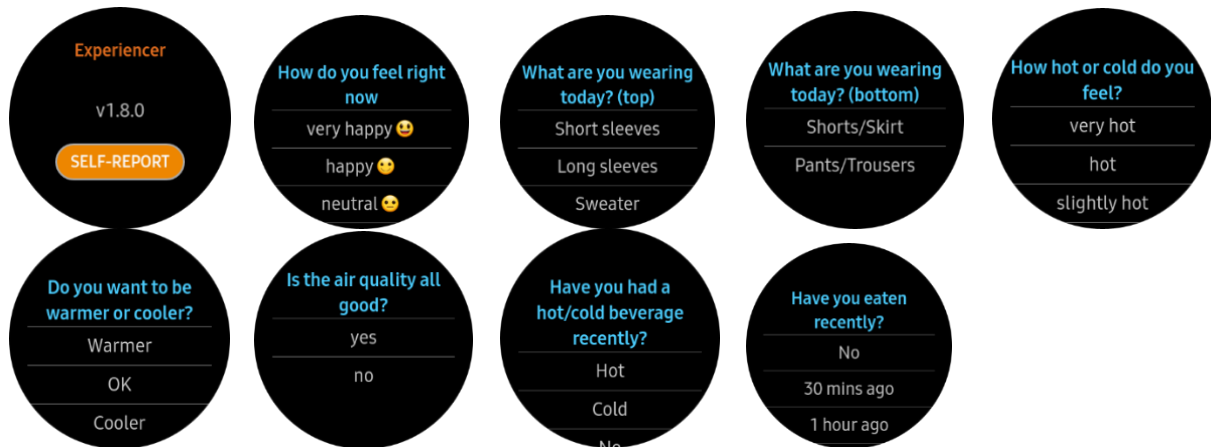 Experiencer
v1.8.0
SELF-REPORT
How do you feel right
now
very happy 😃
happy 🙂
neutral 😐
What are you wearing
today? (top)
Short sleeves
Long sleeves
Sweater
What are you wearing
today? (bottom)
Shorts/Skirt
Pants/Trousers
How hot or cold do you
feel?
very hot
hot
slightly hot
Do you want to be
warmer or cooler?
Warmer
OK
Cooler
Is the air quality all
good?
yes
no
Have you had a
hot/cold beverage
recently?
Hot
Cold
No
Have you eaten
recently?
No
30 mins ago
1 hour ago